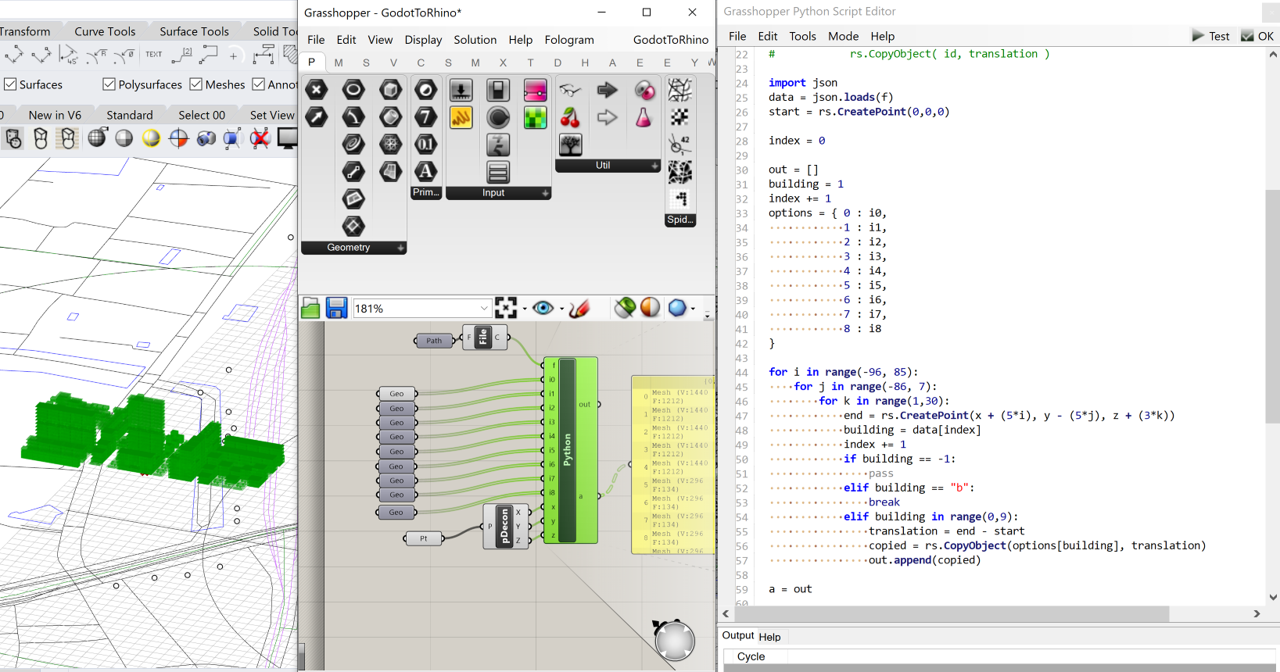 Transform Curve Tools Surface Tools Solid To
TEXT
Surfaces Polysurfaces Meshes Annot
0 New in V6 Standard Select 00 Set View
Grasshopper - GodotToRhino*
File Edit View Display Solution Help Fologram GodotToRhino
P M S V C S M X T D H A E E Y W
Geometry
Prim...
Input
Util
Spid...
181%
Path
F File C
Geo
Geo
Geo
Geo
Geo
Geo
Geo
Geo
Geo
Pt
P pDecon X Y Z
f
i0
i1
i2
i3
i4
i5
i6
i7
i8
x
y
z
Python
out
a
0 Mesh (V:1440 F:1212)
1 Mesh (V:1440 F:1212)
2 Mesh (V:1440 F:1212)
3 Mesh (V:1440 F:1212)
4 Mesh (V:1440 F:1212)
5 Mesh (V:296 F:134)
6 Mesh (V:296 F:134)
7 Mesh (V:296 F:134)
8 Mesh (V:296
Grasshopper Python Script Editor
File Edit Tools Mode Help Test OK
22 # rs.CopyObject( id, translation )
23
24 import json
25 data = json.loads(f)
26 start = rs.CreatePoint(0,0,0)
27
28 index = 0
29
30 out = []
31 building = 1
32 index += 1
33 options = { 0 : i0,
34 1 : i1,
35 2 : i2,
36 3 : i3,
37 4 : i4,
38 5 : i5,
39 6 : i6,
40 7 : i7,
41 8 : i8
42 }
43
44 for i in range(-96, 85):
45 for j in range(-86, 7):
46 for k in range(1,30):
47 end = rs.CreatePoint(x + (5*i), y - (5*j), z + (3*k))
48 building = data[index]
49 index += 1
50 if building == -1:
51 pass
52 elif building == "b":
53 break
54 elif building in range(0,9):
55 translation = end - start
56 copied = rs.CopyObject(options[building], translation)
57 out.append(copied)
58
59 a = out
60
Output Help
Cycle